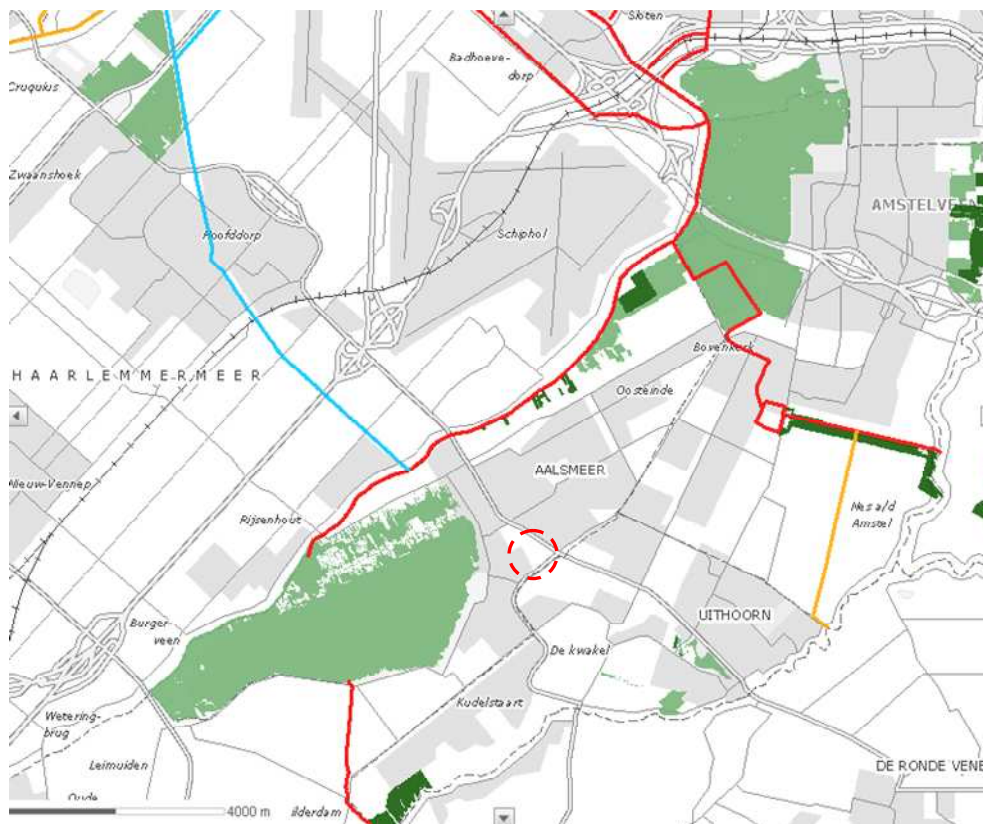 Sloten
Badhoeve-
dorp
Cruquius
Zwaanshoek
AMSTELVEEN
Hoofddorp
Schiphol
Bovenkerk
HAARLEMMERMEER
Oosteinde
AALSMEER
Nieuw-Vennep
Nes a/d
Amstel
Rijsenhout
UITHOORN
Burger
veen
De kwakel
Kudelstaart
Wetering-
brug
Leimuiden
DE RONDE VENE
Oude
ilderdam
4000 m